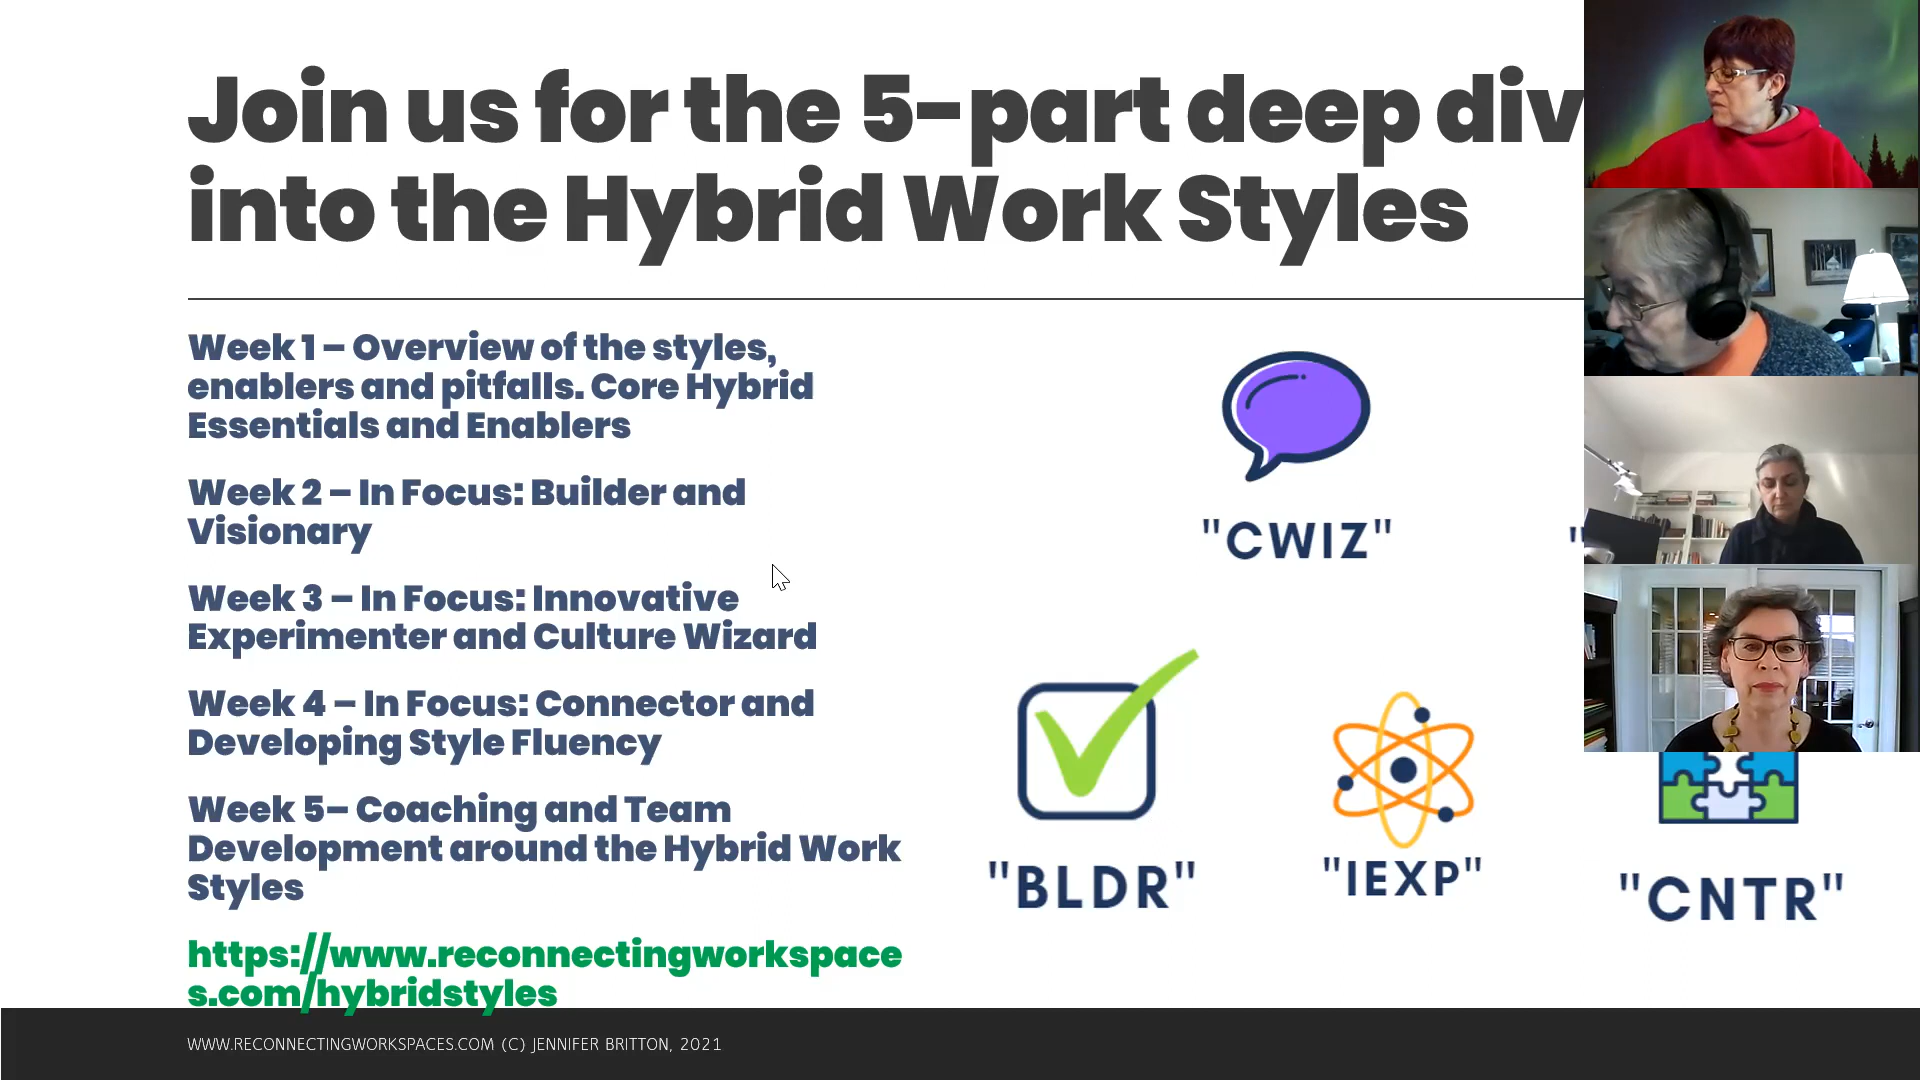 Join us for the 5-part deep div
into the Hybrid Work Styles
Week 1 – Overview of the styles,
enablers and pitfalls. Core Hybrid
Essentials and Enablers
Week 2 – In Focus: Builder and
Visionary
Week 3 – In Focus: Innovative
Experimenter and Culture Wizard
Week 4 – In Focus: Connector and
Developing Style Fluency
Week 5– Coaching and Team
Development around the Hybrid Work
Styles
https://www.reconnectingworkspace
s.com/hybridstyles
"CWIZ"
"BLDR"
"IEXP"
"CNTR"
WWW.RECONNECTINGWORKSPACES.COM (C) JENNIFER BRITTON, 2021